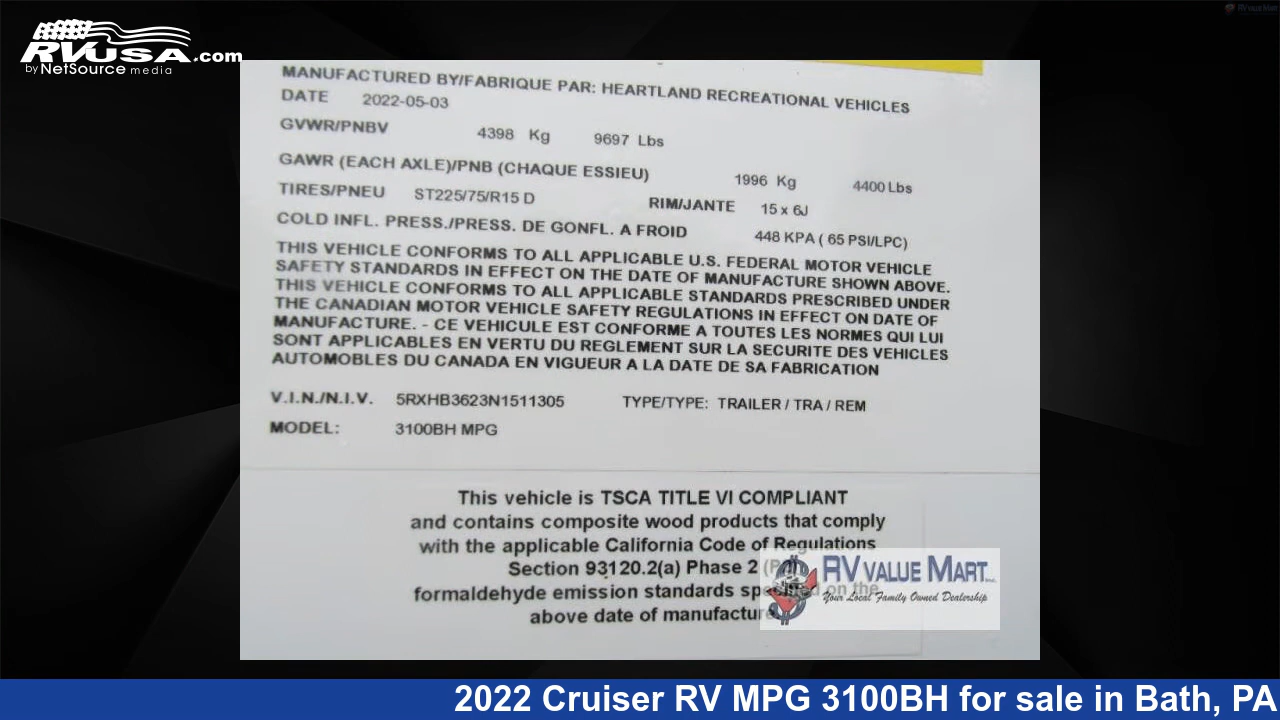 RV Value Mart
RVUSA.com
by NetSource media
MANUFACTURED BY/FABRIQUE PAR: HEARTLAND RECREATIONAL VEHICLES
DATE 2022-05-03
GVWR/PNBV 4398 Kg 9697 Lbs
GAWR (EACH AXLE)/PNB (CHAQUE ESSIEU) 1996 Kg 4400 Lbs
TIRES/PNEU ST225/75/R15 D RIM/JANTE 15 x 6J
COLD INFL. PRESS./PRESS. DE GONFL. A FROID 448 KPA ( 65 PSI/LPC)
THIS VEHICLE CONFORMS TO ALL APPLICABLE U.S. FEDERAL MOTOR VEHICLE
SAFETY STANDARDS IN EFFECT ON THE DATE OF MANUFACTURE SHOWN ABOVE.
THIS VEHICLE CONFORMS TO ALL APPLICABLE STANDARDS PRESCRIBED UNDER
THE CANADIAN MOTOR VEHICLE SAFETY REGULATIONS IN EFFECT ON DATE OF
MANUFACTURE. - CE VEHICULE EST CONFORME A TOUTES LES NORMES QUI LUI
SONT APPLICABLES EN VERTU DU REGLEMENT SUR LA SECURITE DES VEHICLES
AUTOMOBLES DU CANADA EN VIGUEUR A LA DATE DE SA FABRICATION
V.I.N./N.I.V. 5RXHB3623N1511305 TYPE/TYPE: TRAILER / TRA / REM
MODEL: 3100BH MPG
This vehicle is TSCA TITLE VI COMPLIANT
and contains composite wood products that comply
with the applicable California Code of Regulations
Section 93120.2(a) Phase 2
formaldehyde emission standards on the
above date of manufacture
RV VALUE MART Inc.
Your Local Family Owned Dealership
2022 Cruiser RV MPG 3100BH for sale in Bath, PA